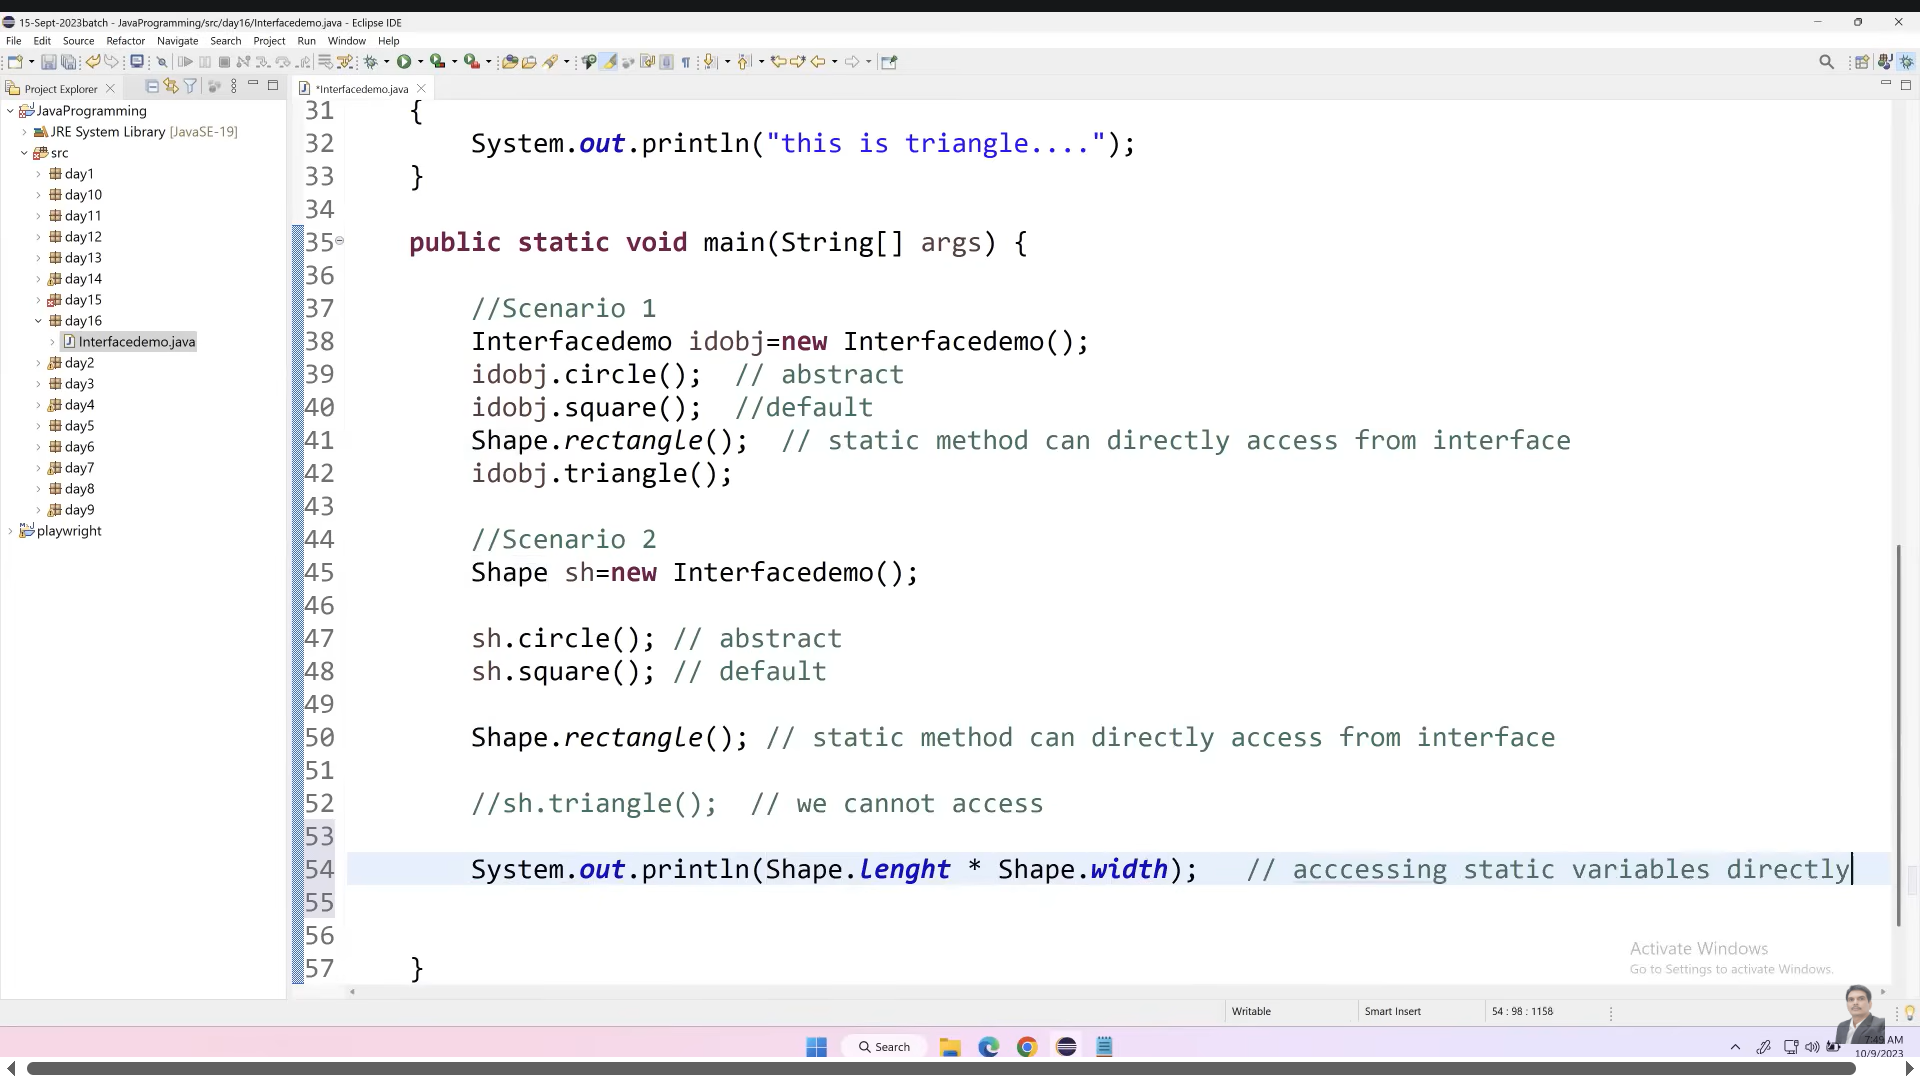 15-Sept-2023batch - JavaProgramming/src/day16/Interfacedemo.java - Eclipse IDE
File Edit Source Refactor Navigate Search Project Run Window Help
Project Explorer
*Interfacedemo.java
JavaProgramming
JRE System Library [JavaSE-19]
src
day1
day10
day11
day12
day13
day14
day15
day16
Interfacedemo.java
day2
day3
day4
day5
day6
day7
day8
day9
playwright
31 {
32 System.out.println("this is triangle....");
33 }
34
35 public static void main(String[] args) {
36
37 //Scenario 1
38 Interfacedemo idobj=new Interfacedemo();
39 idobj.circle();  // abstract
40 idobj.square();  //default
41 Shape.rectangle();  // static method can directly access from interface
42 idobj.triangle();
43
44 //Scenario 2
45 Shape sh=new Interfacedemo();
46
47 sh.circle(); // abstract
48 sh.square(); // default
49
50 Shape.rectangle(); // static method can directly access from interface
51
52 //sh.triangle();  // we cannot access
53
54 System.out.println(Shape.lenght * Shape.width);   // acccessing static variables directly
55
56
57 }
Activate Windows
Go to Settings to activate Windows.
Writable Smart Insert 54 : 98 : 1158
Search
7:49 AM
10/9/2023